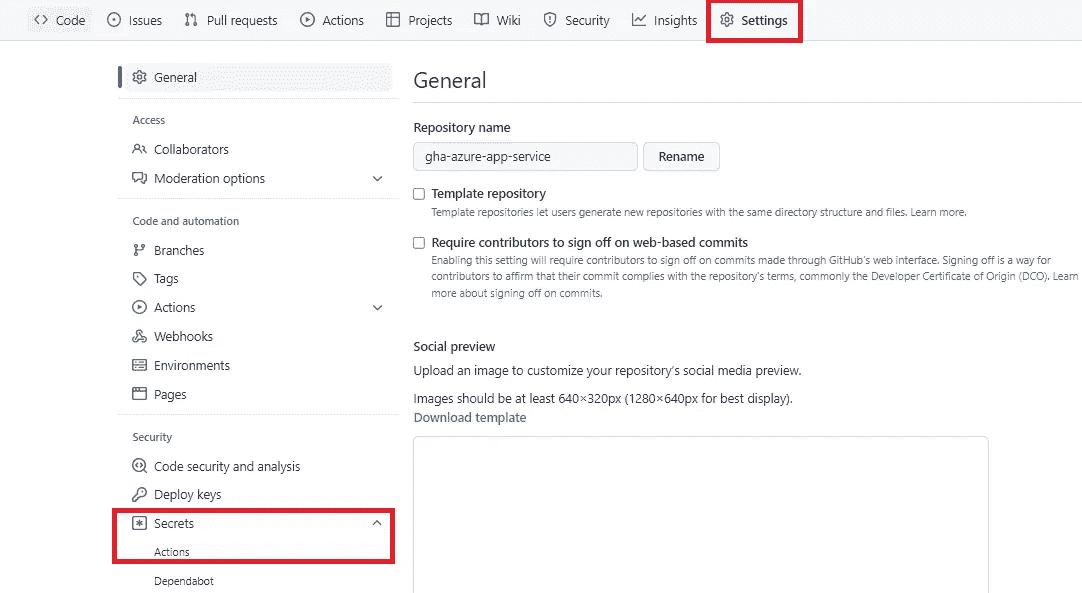 Code Issues Pull requests Actions Projects Wiki Security Insights Settings
General
Access
Collaborators
Moderation options
Code and automation
Branches
Tags
Actions
Webhooks
Environments
Pages
Security
Code security and analysis
Deploy keys
Secrets
Actions
Dependabot
General
Repository name
gha-azure-app-service Rename
Template repository
Template repositories let users generate new repositories with the same directory structure and files. Learn more.
Require contributors to sign off on web-based commits
Enabling this setting will require contributors to sign off on commits made through GitHub's web interface. Signing off is a way for
contributors to affirm that their commit complies with the repository's terms, commonly the Developer Certificate of Origin (DCO). Learn
more about signing off on commits.
Social preview
Upload an image to customize your repository's social media preview.
Images should be at least 640×320px (1280×640px for best display).
Download template